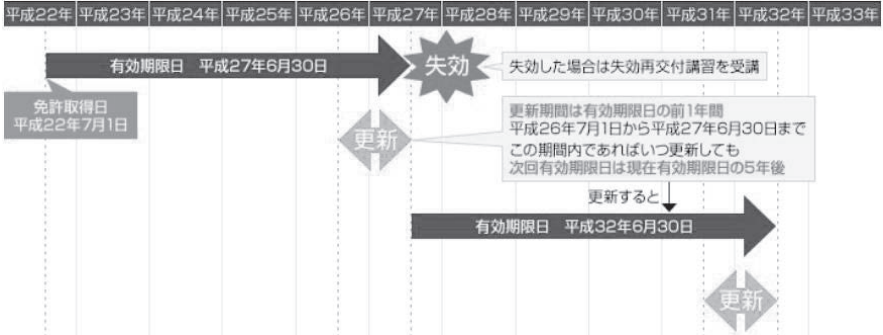 平成22年 平成23年 平成24年 平成25年 平成26年 平成27年 平成28年 平成29年 平成30年 平成31年 平成32年 平成33年
有効期限日 平成27年6月30日
失効
失効した場合は失効再交付講習を受講
免許取得日
平成22年7月1日
更新
更新期間は有効期限日の前1年間
平成26年7月1日から平成27年6月30日まで
この期間内であればいつ更新しても
次回有効期限日は現在有効期限日の5年後
更新すると
有効期限日 平成32年6月30日
更新